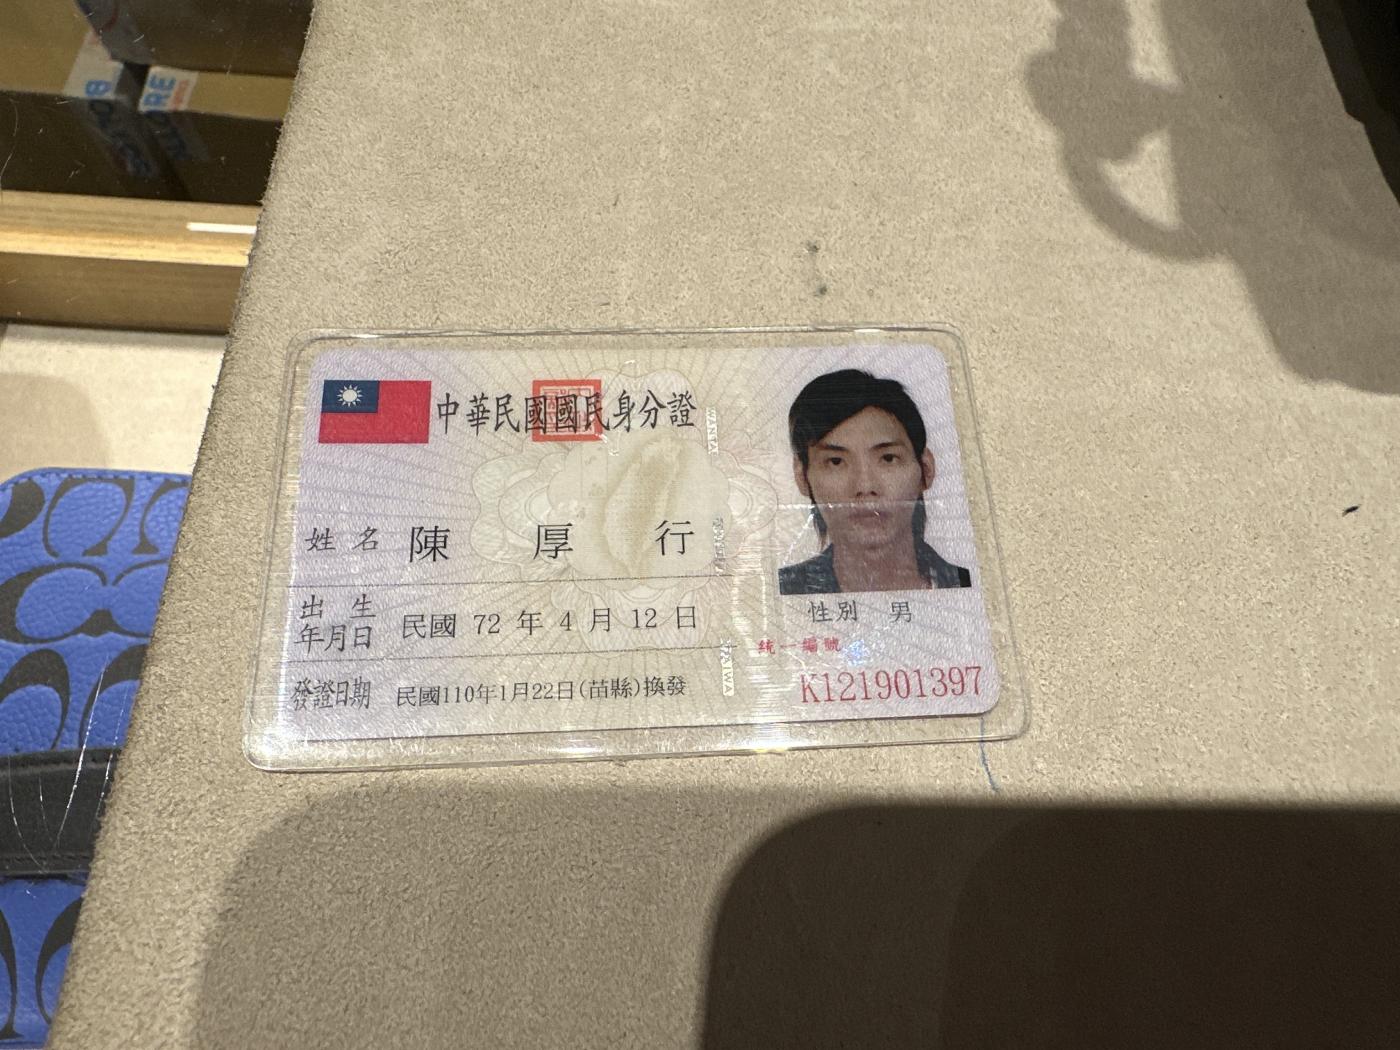 中華民國國民身分證
姓名 陳厚行
出生年月日 民國 72 年 4 月 12 日
發證日期 民國110年1月22日(苗縣)換發
性別 男
統一編號
K121901397